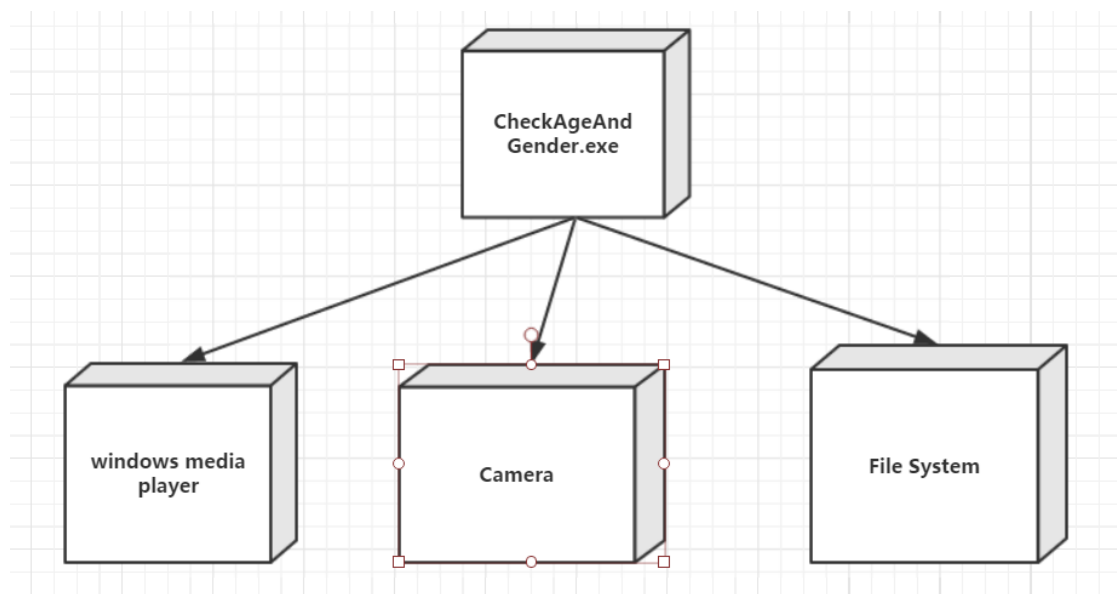 CheckAgeAnd
Gender.exe
windows media
player
Camera
File System